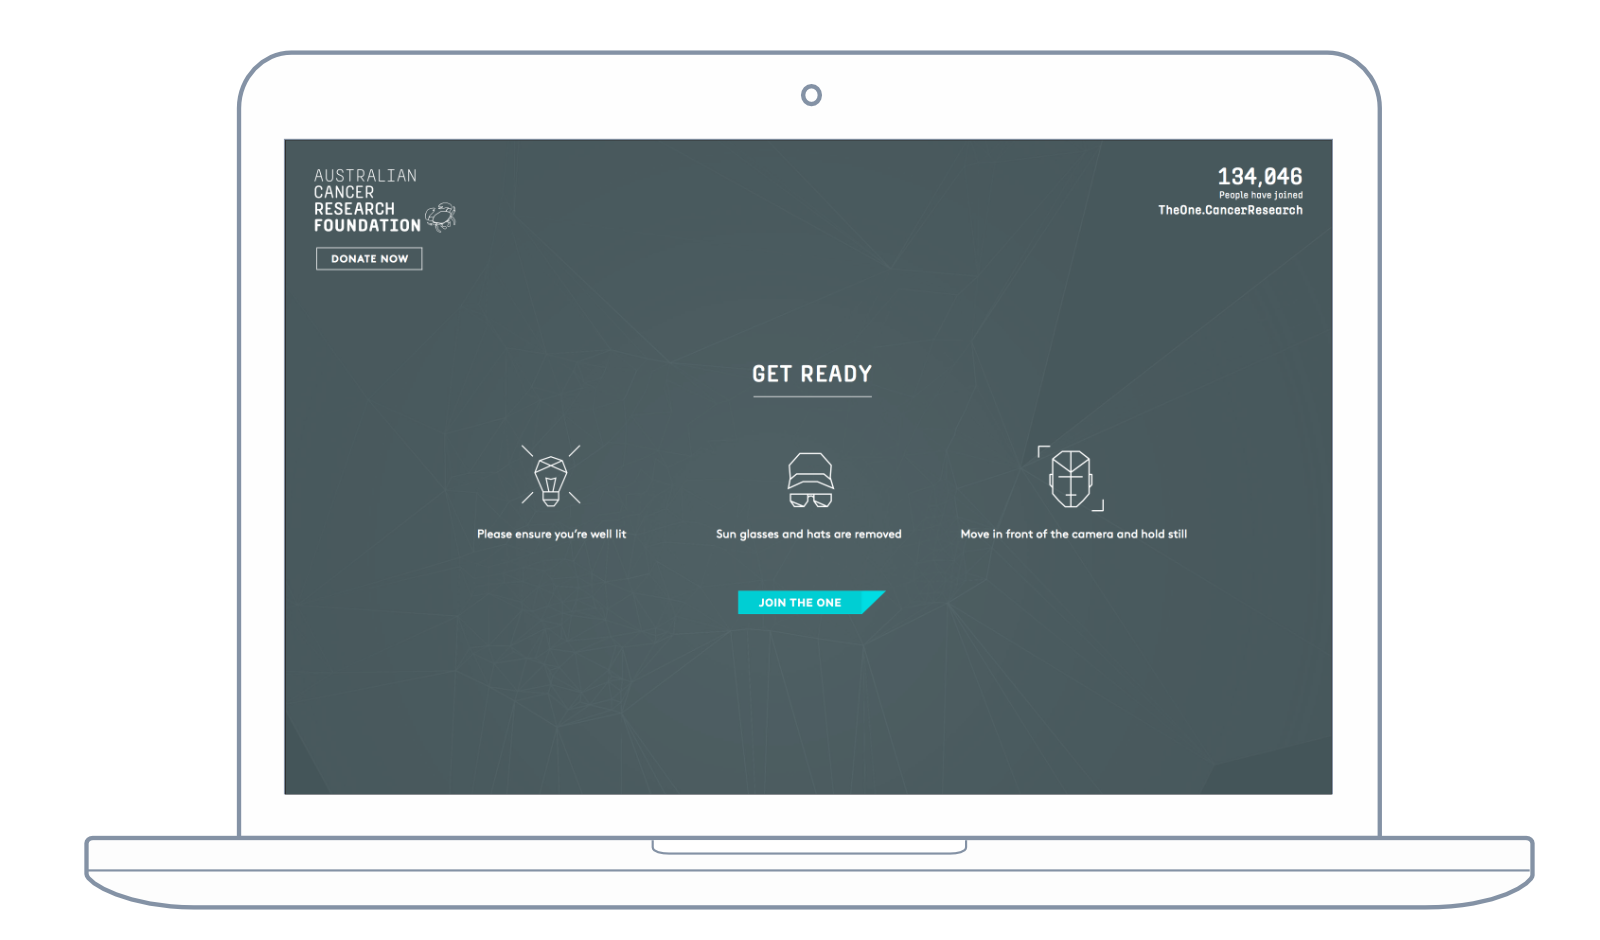 AUSTRALIAN
CANCER
RESEARCH
FOUNDATION
DONATE NOW
134,046
People have joined
TheOne.CancerResearch
GET READY
Please ensure you're well lit
Sun glasses and hats are removed
Move in front of the camera and hold still
JOIN THE ONE